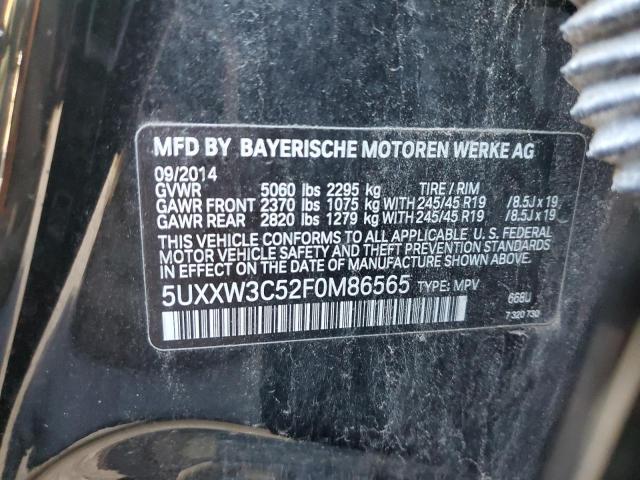 MFD BY BAYERISCHE MOTOREN WERKE AG
09/2014
GVWR 5060 lbs 2295 kg TIRE / RIM
GAWR FRONT 2370 lbs 1075 kg WITH 245/45 R19 /8.5J x 19
GAWR REAR 2820 lbs 1279 kg WITH 245/45 R19 /8.5J x 19
THIS VEHICLE CONFORMS TO ALL APPLICABLE U. S. FEDERAL
MOTOR VEHICLE SAFETY AND THEFT PREVENTION STANDARDS
IN EFFECT ON THE DATE OF MANUFACTURE SHOWN ABOVE.
5UXXW3C52F0M86565 TYPE: MPV
668U
7 320 730